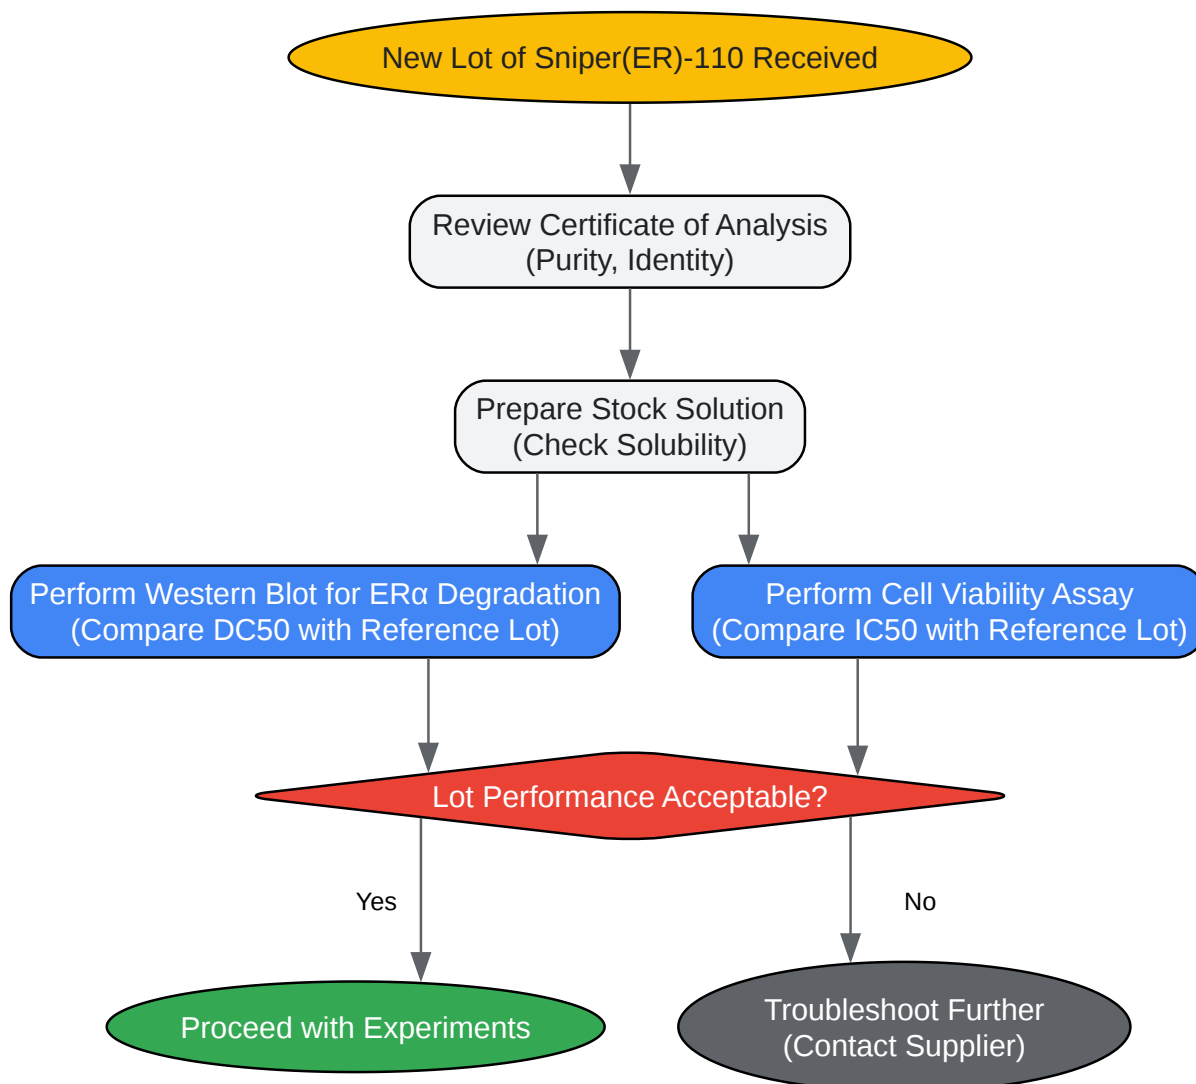 New Lot of Sniper(ER)-110 Received
Review Certificate of Analysis
(Purity, Identity)
Prepare Stock Solution
(Check Solubility)
Perform Western Blot for ERα Degradation
(Compare DC50 with Reference Lot)
Perform Cell Viability Assay
(Compare IC50 with Reference Lot)
Lot Performance Acceptable?
Yes
No
Proceed with Experiments
Troubleshoot Further
(Contact Supplier)